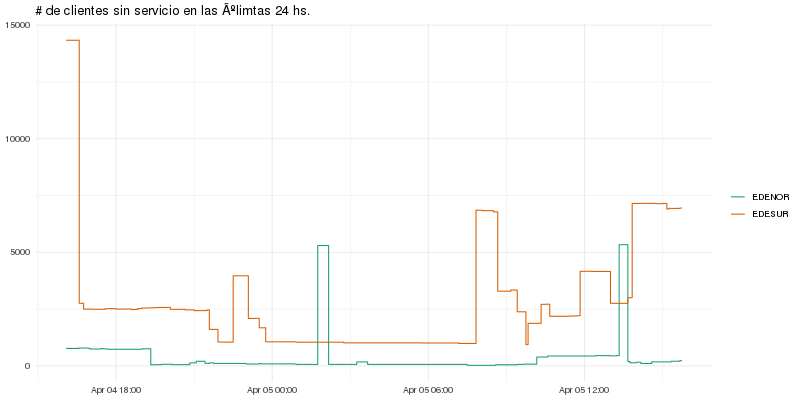 # de clientes sin servicio en las Ãºlimtas 24 hs.
15000
10000
5000
0
Apr 04 18:00
Apr 05 00:00
Apr 05 06:00
Apr 05 12:00
EDENOR
EDESUR